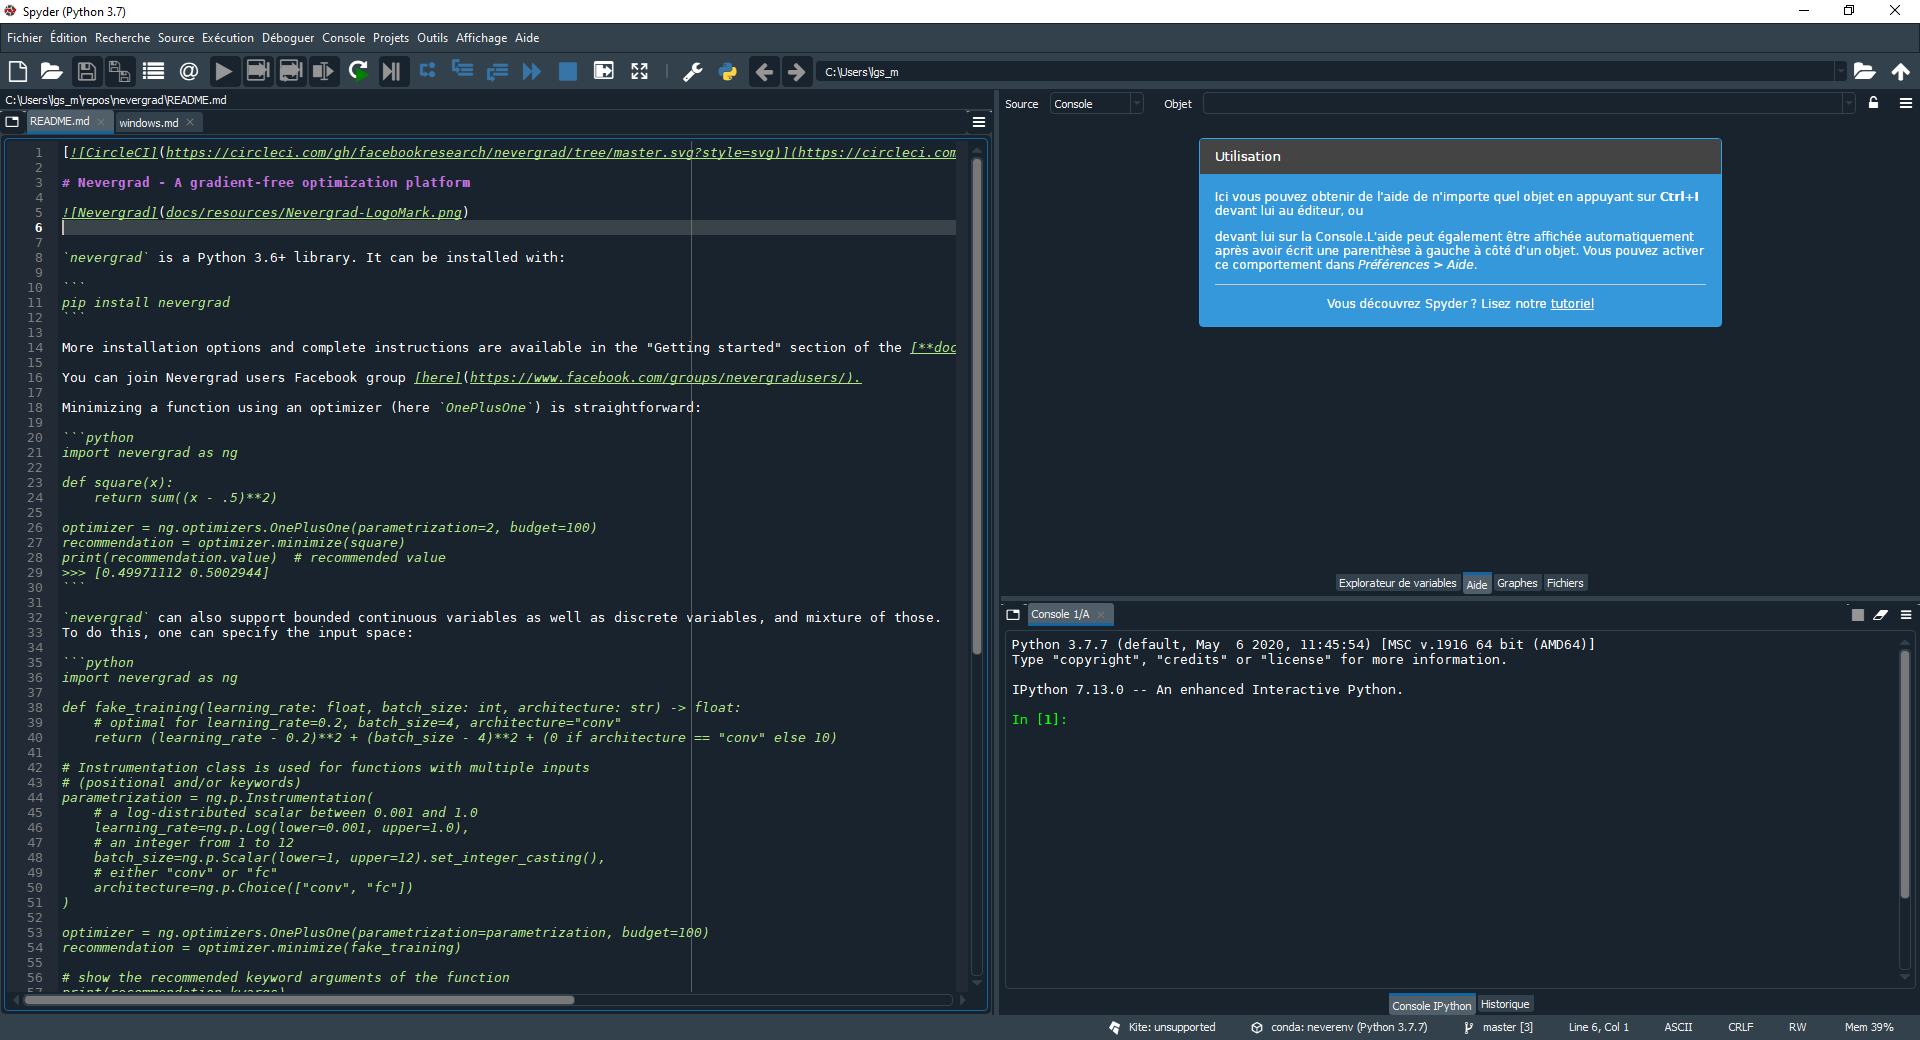 Spyder (Python 3.7)
Fichier Édition Recherche Source Exécution Déboguer Console Projets Outils Affichage Aide
C:\Users\lgs_m
C:\Users\lgs_m\repos\nevergrad\README.md
README.md
windows.md
1 [![CircleCI](https://circleci.com/gh/facebookresearch/nevergrad/tree/master.svg?style=svg)](https://circleci.com
2
3 # Nevergrad - A gradient-free optimization platform
4
5 ![Nevergrad](docs/resources/Nevergrad-LogoMark.png)
6
7
8 `nevergrad` is a Python 3.6+ library. It can be installed with:
9
10 ```
11 pip install nevergrad
12 ```
13
14 More installation options and complete instructions are available in the "Getting started" section of the [**doc
15
16 You can join Nevergrad users Facebook group [here](https://www.facebook.com/groups/nevergradusers/).
17
18 Minimizing a function using an optimizer (here `OnePlusOne`) is straightforward:
19
20 ```python
21 import nevergrad as ng
22
23 def square(x):
24     return sum((x - .5)**2)
25
26 optimizer = ng.optimizers.OnePlusOne(parametrization=2, budget=100)
27 recommendation = optimizer.minimize(square)
28 print(recommendation.value)  # recommended value
29 >>> [0.49971112 0.5002944]
30 ```
31
32 `nevergrad` can also support bounded continuous variables as well as discrete variables, and mixture of those.
33 To do this, one can specify the input space:
34
35 ```python
36 import nevergrad as ng
37
38 def fake_training(learning_rate: float, batch_size: int, architecture: str) -> float:
39     # optimal for learning_rate=0.2, batch_size=4, architecture="conv"
40     return (learning_rate - 0.2)**2 + (batch_size - 4)**2 + (0 if architecture == "conv" else 10)
41
42 # Instrumentation class is used for functions with multiple inputs
43 # (positional and/or keywords)
44 parametrization = ng.p.Instrumentation(
45     # a log-distributed scalar between 0.001 and 1.0
46     learning_rate=ng.p.Log(lower=0.001, upper=1.0),
47     # an integer from 1 to 12
48     batch_size=ng.p.Scalar(lower=1, upper=12).set_integer_casting(),
49     # either "conv" or "fc"
50     architecture=ng.p.Choice(["conv", "fc"])
51 )
52
53 optimizer = ng.optimizers.OnePlusOne(parametrization=parametrization, budget=100)
54 recommendation = optimizer.minimize(fake_training)
55
56 # show the recommended keyword arguments of the function
57 print(recommendation.kwargs)
Source Console Objet
Utilisation
Ici vous pouvez obtenir de l'aide de n'importe quel objet en appuyant sur Ctrl+I
devant lui au éditeur, ou
devant lui sur la Console.L'aide peut également être affichée automatiquement
après avoir écrit une parenthèse à gauche à côté d'un objet. Vous pouvez activer
ce comportement dans Préférences > Aide.
Vous découvrez Spyder ? Lisez notre tutoriel
Explorateur de variables Aide Graphes Fichiers
Console 1/A
Python 3.7.7 (default, May  6 2020, 11:45:54) [MSC v.1916 64 bit (AMD64)]
Type "copyright", "credits" or "license" for more information.
IPython 7.13.0 -- An enhanced Interactive Python.
In [1]:
Console IPython Historique
Kite: unsupported conda: neverenv (Python 3.7.7) master [3] Line 6, Col 1 ASCII CRLF RW Mem 39%